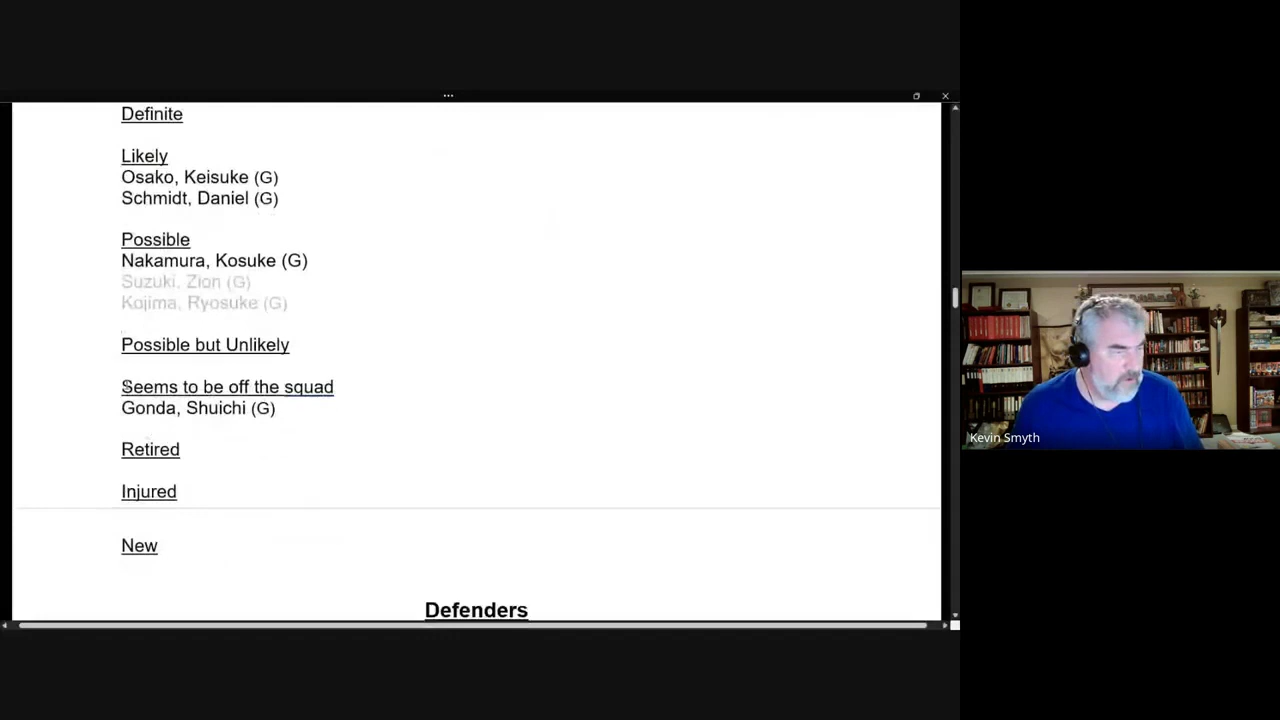 Definite
Likely
Osako, Keisuke (G)
Schmidt, Daniel (G)
Possible
Nakamura, Kosuke (G)
Suzuki, Zion (G)
Kojima, Ryosuke (G)
Possible but Unlikely
Seems to be off the squad
Gonda, Shuichi (G)
Retired
Injured
New
Defenders
Kevin Smyth